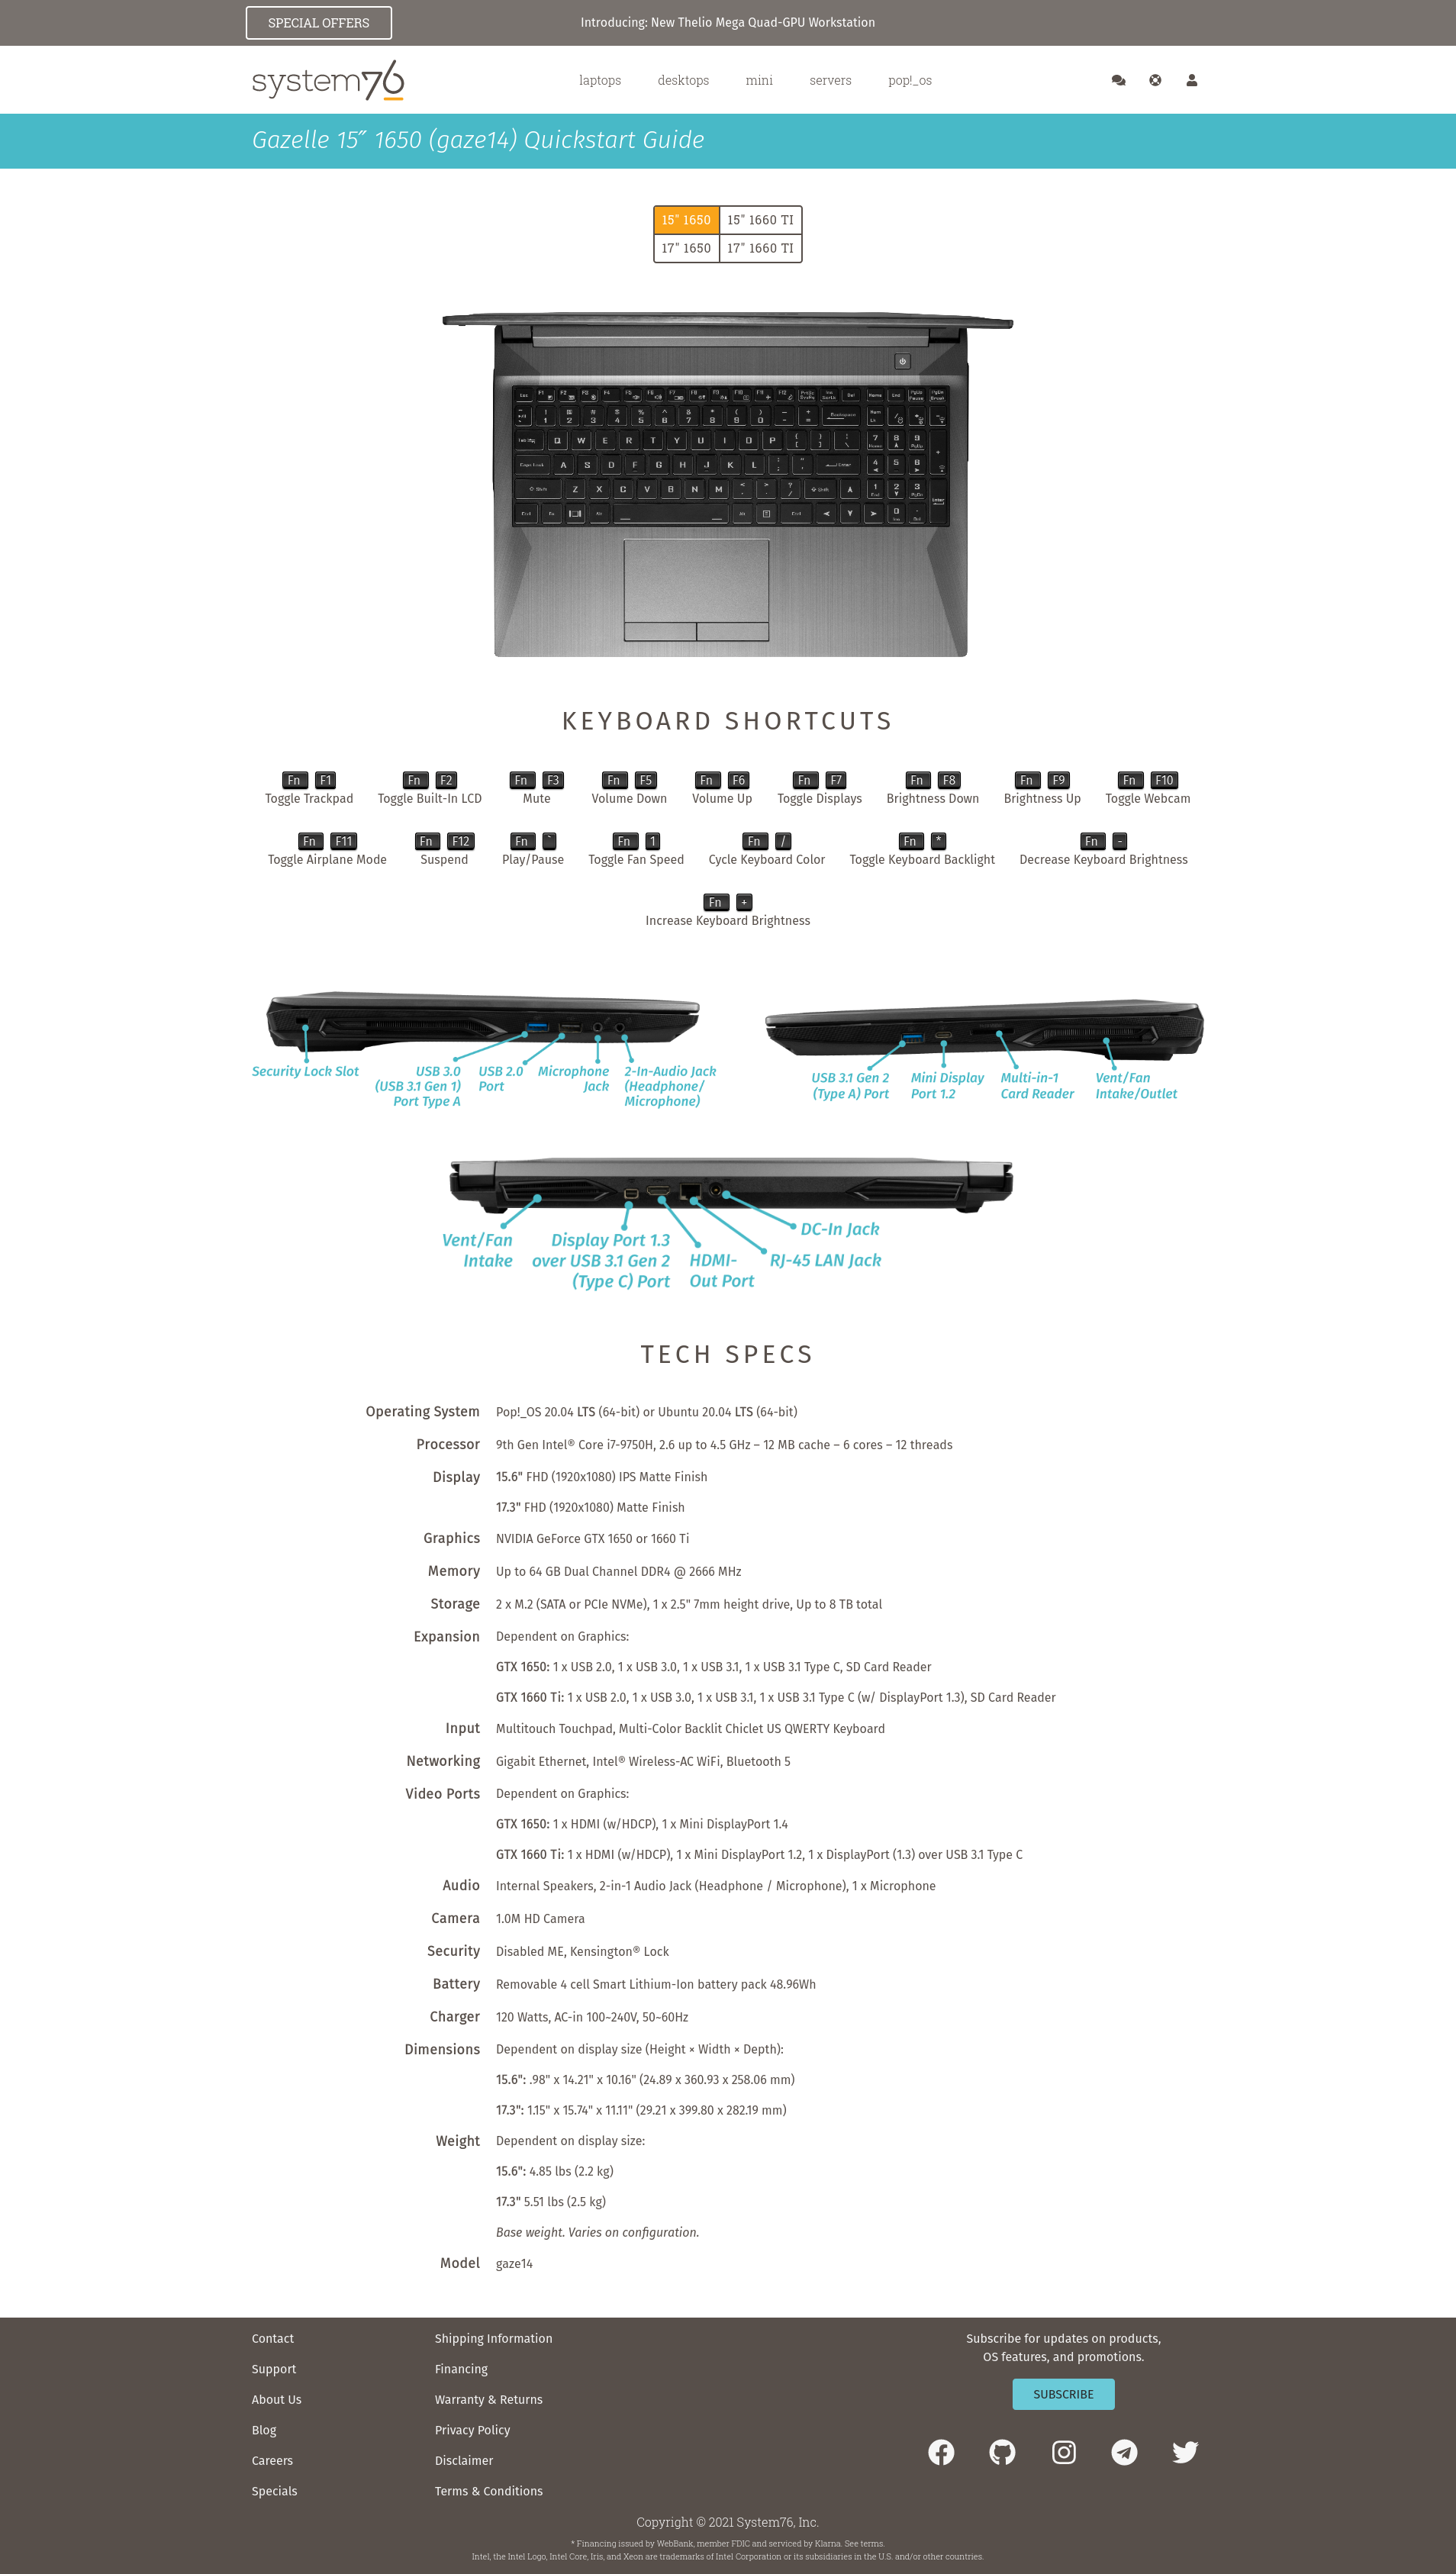 SPECIAL OFFERS
Introducing: New Thelio Mega Quad-GPU Workstation
system76
laptops desktops mini servers pop!_os
Gazelle 15″ 1650 (gaze14) Quickstart Guide
15" 1650 15" 1660 TI
17" 1650 17" 1660 TI
KEYBOARD SHORTCUTS
Fn F1 Fn F2 Fn F3 Fn F5 Fn F6 Fn F7 Fn F8 Fn F9 Fn F10
Toggle Trackpad Toggle Built-In LCD Mute Volume Down Volume Up Toggle Displays Brightness Down Brightness Up Toggle Webcam
Fn F11 Fn F12 Fn ` Fn 1 Fn / Fn * Fn -
Toggle Airplane Mode Suspend Play/Pause Toggle Fan Speed Cycle Keyboard Color Toggle Keyboard Backlight Decrease Keyboard Brightness
Fn +
Increase Keyboard Brightness
Security Lock Slot
USB 3.0
(USB 3.1 Gen 1)
Port Type A
USB 2.0
Port
Microphone
Jack
2-In-Audio Jack
(Headphone/
Microphone)
USB 3.1 Gen 2
(Type A) Port
Mini Display
Port 1.2
Multi-in-1
Card Reader
Vent/Fan
Intake/Outlet
Vent/Fan
Intake
Display Port 1.3
over USB 3.1 Gen 2
(Type C) Port
HDMI-
Out Port
RJ-45 LAN Jack
DC-In Jack
TECH SPECS
Operating System Pop!_OS 20.04 LTS (64-bit) or Ubuntu 20.04 LTS (64-bit)
Processor 9th Gen Intel® Core i7-9750H, 2.6 up to 4.5 GHz – 12 MB cache – 6 cores – 12 threads
Display 15.6" FHD (1920x1080) IPS Matte Finish
17.3" FHD (1920x1080) Matte Finish
Graphics NVIDIA GeForce GTX 1650 or 1660 Ti
Memory Up to 64 GB Dual Channel DDR4 @ 2666 MHz
Storage 2 x M.2 (SATA or PCIe NVMe), 1 x 2.5" 7mm height drive, Up to 8 TB total
Expansion Dependent on Graphics:
GTX 1650: 1 x USB 2.0, 1 x USB 3.0, 1 x USB 3.1, 1 x USB 3.1 Type C, SD Card Reader
GTX 1660 Ti: 1 x USB 2.0, 1 x USB 3.0, 1 x USB 3.1, 1 x USB 3.1 Type C (w/ DisplayPort 1.3), SD Card Reader
Input Multitouch Touchpad, Multi-Color Backlit Chiclet US QWERTY Keyboard
Networking Gigabit Ethernet, Intel® Wireless-AC WiFi, Bluetooth 5
Video Ports Dependent on Graphics:
GTX 1650: 1 x HDMI (w/HDCP), 1 x Mini DisplayPort 1.4
GTX 1660 Ti: 1 x HDMI (w/HDCP), 1 x Mini DisplayPort 1.2, 1 x DisplayPort (1.3) over USB 3.1 Type C
Audio Internal Speakers, 2-in-1 Audio Jack (Headphone / Microphone), 1 x Microphone
Camera 1.0M HD Camera
Security Disabled ME, Kensington® Lock
Battery Removable 4 cell Smart Lithium-Ion battery pack 48.96Wh
Charger 120 Watts, AC-in 100~240V, 50~60Hz
Dimensions Dependent on display size (Height × Width × Depth):
15.6": .98" x 14.21" x 10.16" (24.89 x 360.93 x 258.06 mm)
17.3": 1.15" x 15.74" x 11.11" (29.21 x 399.80 x 282.19 mm)
Weight Dependent on display size:
15.6": 4.85 lbs (2.2 kg)
17.3" 5.51 lbs (2.5 kg)
Base weight. Varies on configuration.
Model gaze14
Contact
Support
About Us
Blog
Careers
Specials
Shipping Information
Financing
Warranty & Returns
Privacy Policy
Disclaimer
Terms & Conditions
Subscribe for updates on products,
OS features, and promotions.
SUBSCRIBE
Copyright © 2021 System76, Inc.
* Financing issued by WebBank, member FDIC and serviced by Klarna. See terms.
Intel, the Intel Logo, Intel Core, Iris, and Xeon are trademarks of Intel Corporation or its subsidiaries in the U.S. and/or other countries.